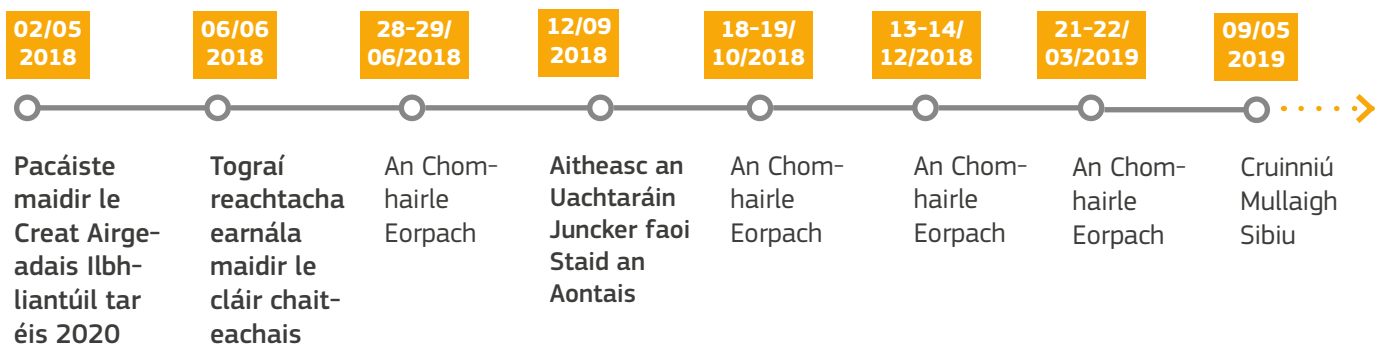 02/05
2018
06/06
2018
28-29/
06/2018
12/09
2018
18-19/
10/2018
13-14/
12/2018
21-22/
03/2019
09/05
2019
Pacáiste
maidir le
Creat Airge-
adais Ilbh-
liantúil tar
éis 2020
Tograí
reachtacha
earnála
maidir le
cláir chait-
eachais
An Chom-
hairle
Eorpach
Aitheasc an
Uachtaráin
Juncker faoi
Staid an
Aontais
An Chom-
hairle
Eorpach
An Chom-
hairle
Eorpach
An Chom-
hairle
Eorpach
Cruinniú
Mullaigh
Sibiu